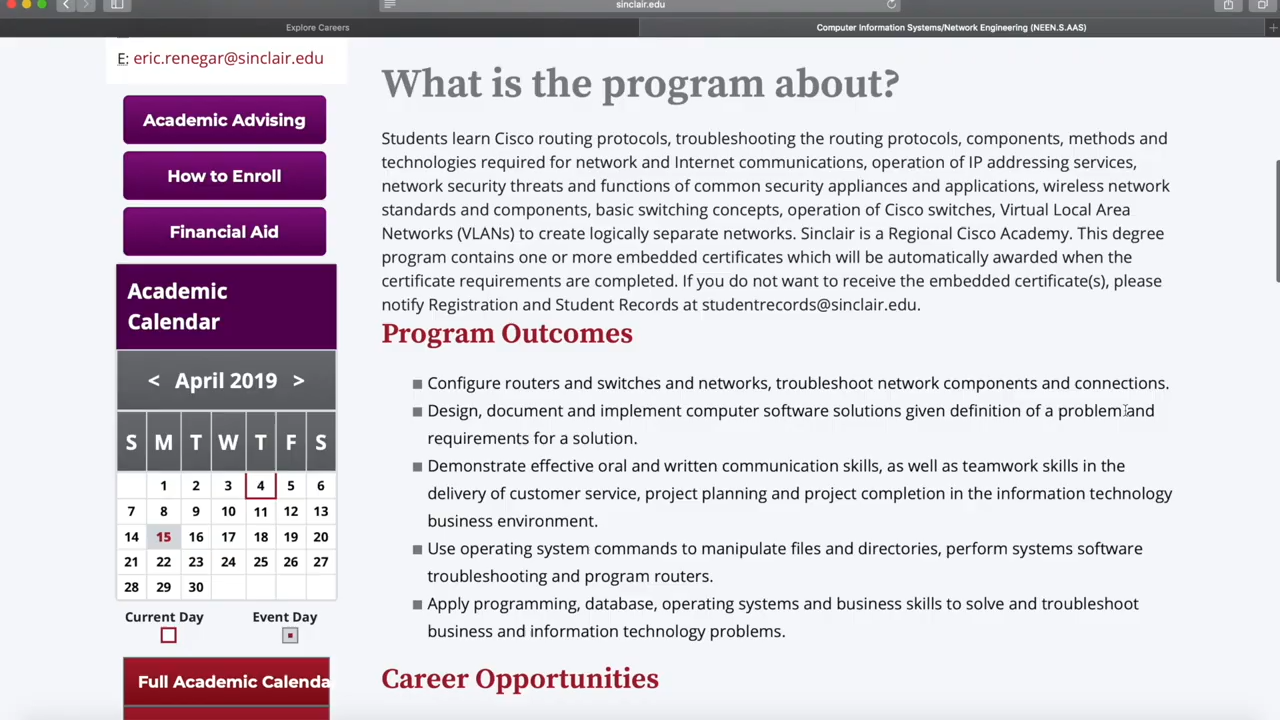 sinclair.edu
Explore Careers
Computer Information Systems/Network Engineering (NEEN.S.AAS)
E: eric.renegar@sinclair.edu
Academic Advising
How to Enroll
Financial Aid
Academic
Calendar
< April 2019 >
S M T W T F S
1 2 3 4 5 6
7 8 9 10 11 12 13
14 15 16 17 18 19 20
21 22 23 24 25 26 27
28 29 30
Current Day Event Day
Full Academic Calenda
What is the program about?
Students learn Cisco routing protocols, troubleshooting the routing protocols, components, methods and
technologies required for network and Internet communications, operation of IP addressing services,
network security threats and functions of common security appliances and applications, wireless network
standards and components, basic switching concepts, operation of Cisco switches, Virtual Local Area
Networks (VLANs) to create logically separate networks. Sinclair is a Regional Cisco Academy. This degree
program contains one or more embedded certificates which will be automatically awarded when the
certificate requirements are completed. If you do not want to receive the embedded certificate(s), please
notify Registration and Student Records at studentrecords@sinclair.edu.
Program Outcomes
Configure routers and switches and networks, troubleshoot network components and connections.
Design, document and implement computer software solutions given definition of a problem and
requirements for a solution.
Demonstrate effective oral and written communication skills, as well as teamwork skills in the
delivery of customer service, project planning and project completion in the information technology
business environment.
Use operating system commands to manipulate files and directories, perform systems software
troubleshooting and program routers.
Apply programming, database, operating systems and business skills to solve and troubleshoot
business and information technology problems.
Career Opportunities